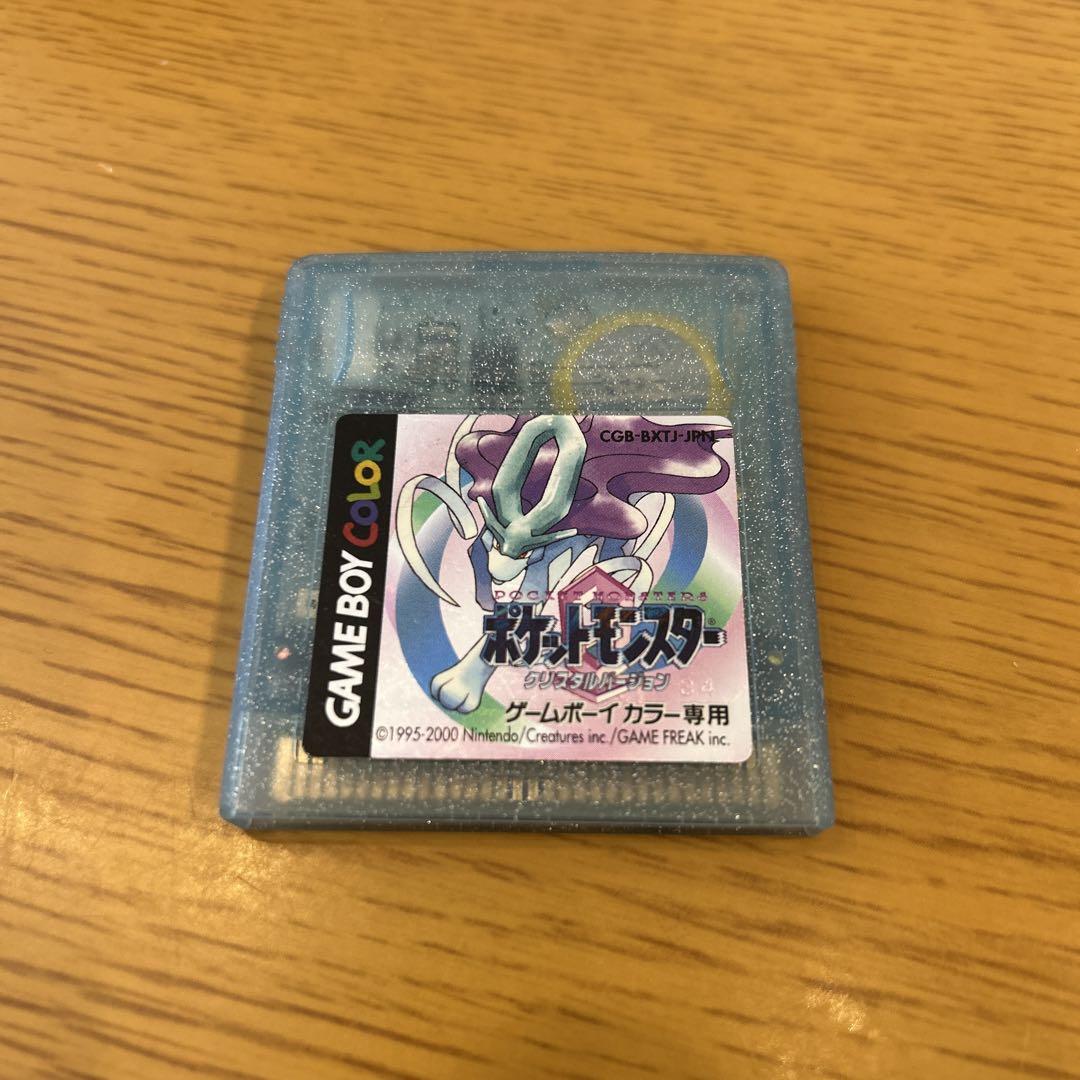 GAME BOY COLOR
CGB-BXTJ-JPN
POCKET MONSTERS
ポケットモンスター
クリスタルバージョン
ゲームボーイ カラー専用
©1995-2000 Nintendo/Creatures inc./GAME FREAK inc.